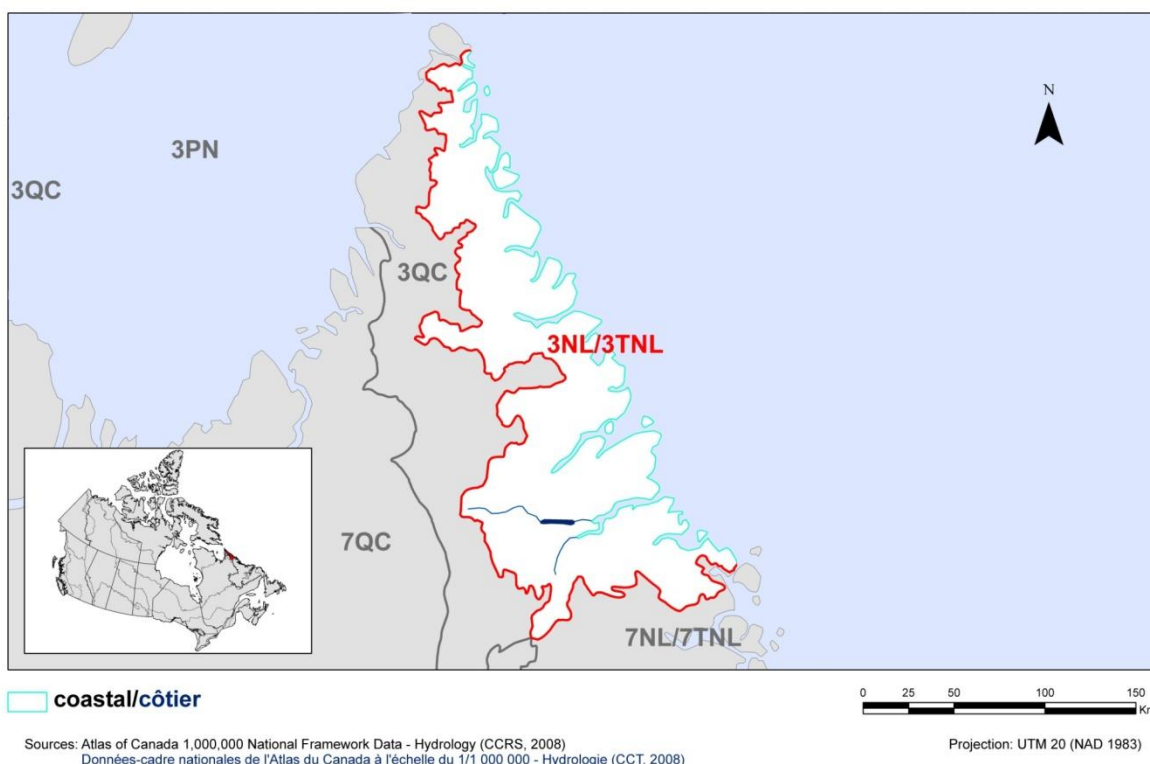 N
3PN
3QC
3QC
3NL/3TNL
7QC
7NL/7TNL
coastal/côtier
0 25 50 100 150
Km
Sources: Atlas of Canada 1,000,000 National Framework Data - Hydrology (CCRS, 2008)
Projection: UTM 20 (NAD 1983)
Données-cadre nationales de l'Atlas du Canada à l'échelle du 1/1 000 000 - Hydrologie (CCT, 2008)